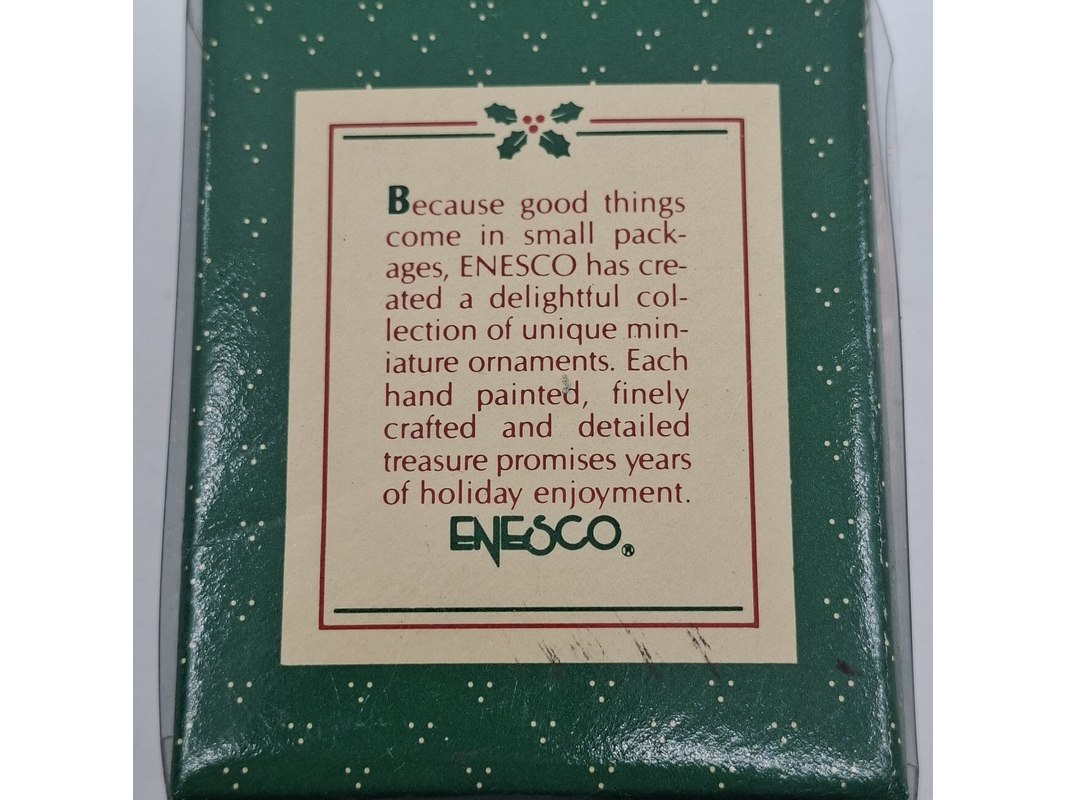 Because good things
come in small pack-
ages, ENESCO has cre-
ated a delightful col-
lection of unique min-
iature ornaments. Each
hand painted, finely
crafted and detailed
treasure promises years
of holiday enjoyment.
ENESCO®